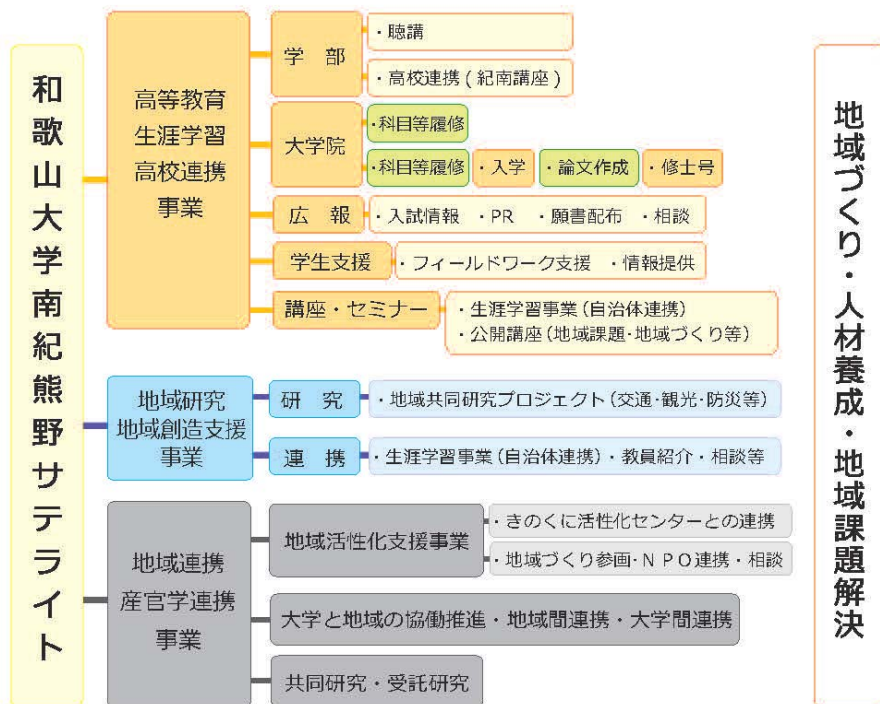 和歌山大学南紀熊野サテライト
高等教育
生涯学習
高校連携
事業
学 部
・聴講
・高校連携(紀南講座)
大学院
・科目等履修
・科目等履修 ・入学 ・論文作成 ・修士号
広 報
・入試情報 ・PR ・願書配布 ・相談
学生支援
・フィールドワーク支援 ・情報提供
講座・セミナー
・生涯学習事業(自治体連携)
・公開講座(地域課題・地域づくり等)
地域研究
地域創造支援
事業
研 究
・地域共同研究プロジェクト(交通・観光・防災等)
連 携
・生涯学習事業(自治体連携)・教員紹介・相談等
地域連携
産官学連携
事業
地域活性化支援事業
・きのくに活性化センターとの連携
・地域づくり参画・NPO連携・相談
大学と地域の協働推進・地域間連携・大学間連携
共同研究・受託研究
地域づくり・人材養成・地域課題解決